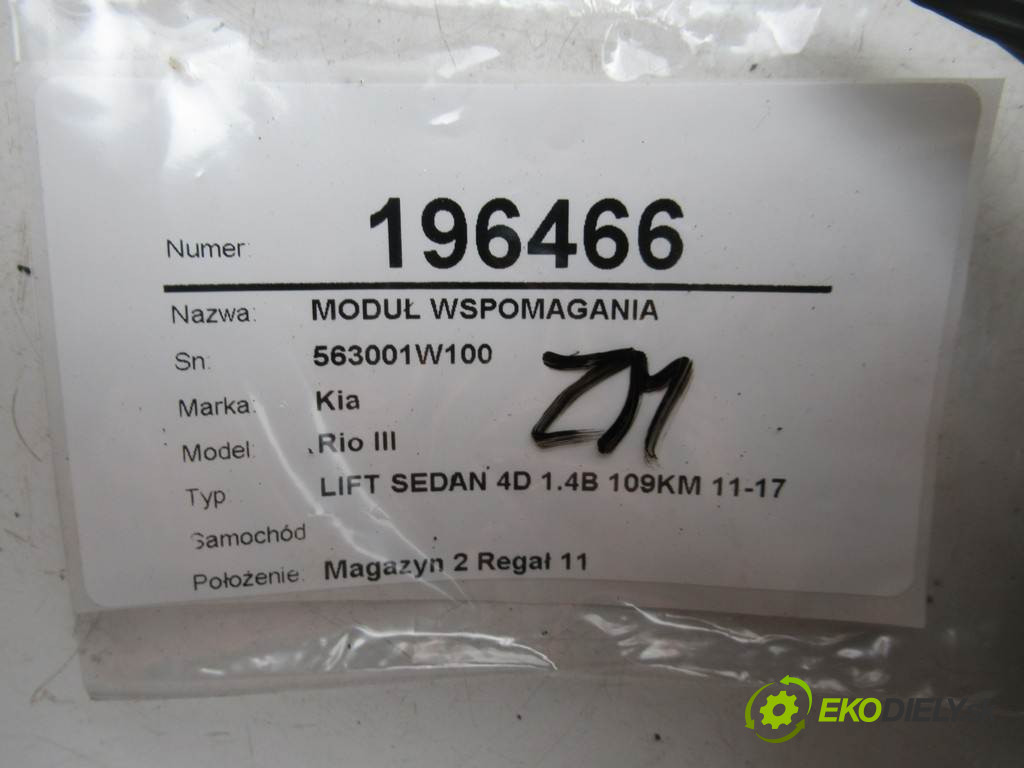 Numer: 196466
Nazwa: MODUŁ WSPOMAGANIA
Sn: 563001W100
Marka: Kia
Model: Rio III
Typ LIFT SEDAN 4D 1.4B 109KM 11-17
Samochód
Położenie: Magazyn 2 Regał 11
ZM
EKODIELY